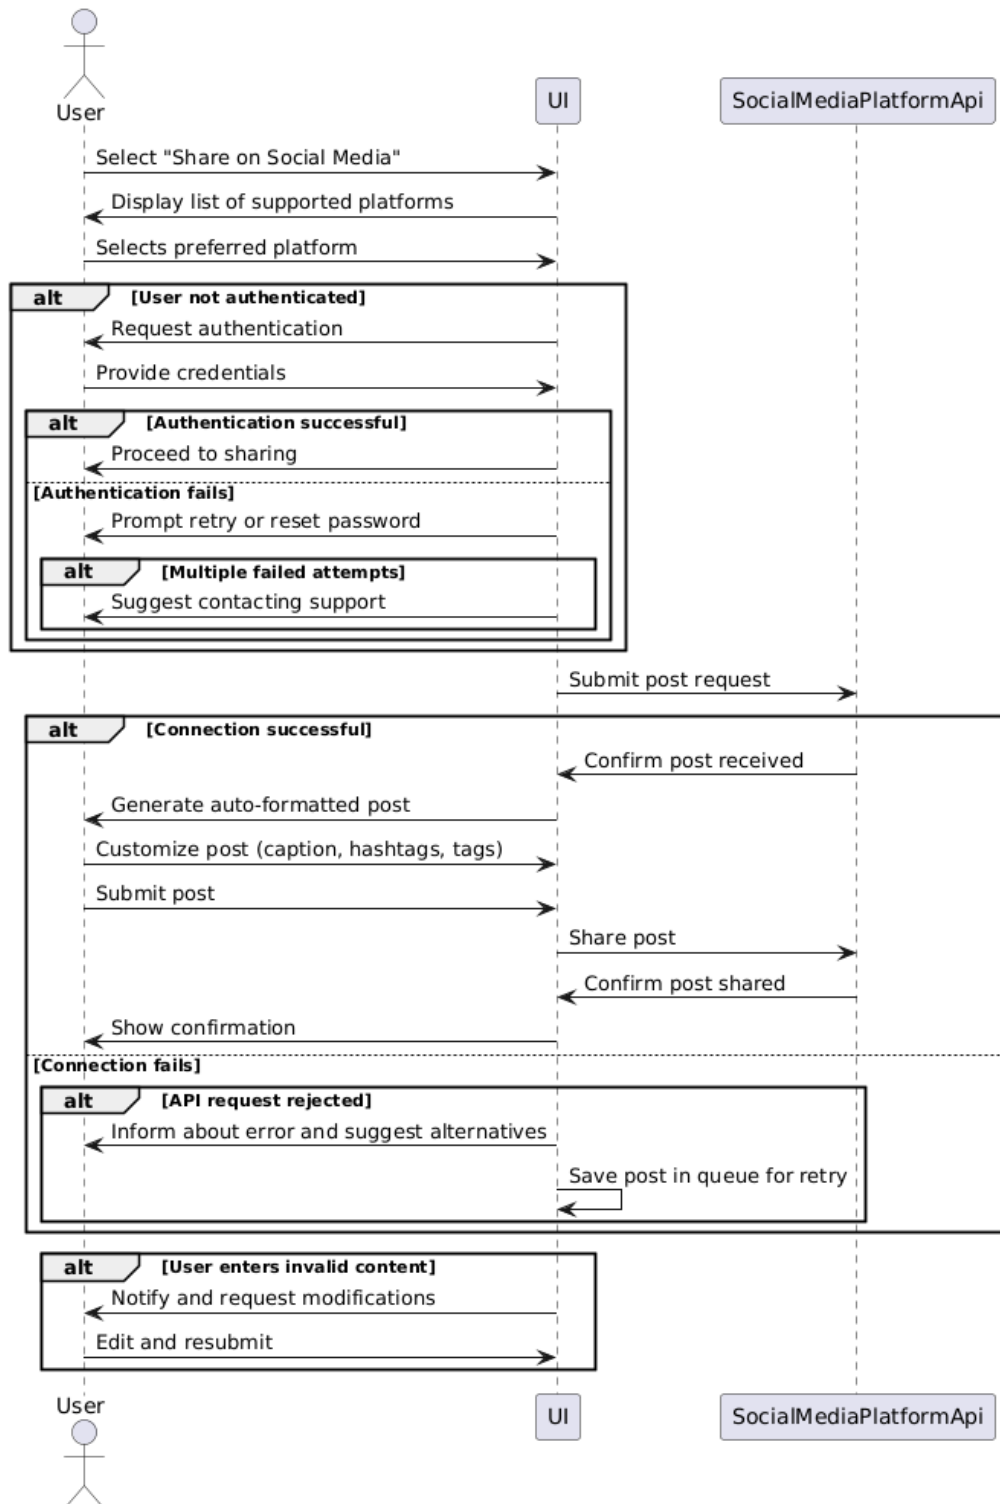 User
UI
SocialMediaPlatformApi
Select "Share on Social Media"
Display list of supported platforms
Selects preferred platform
alt [User not authenticated]
Request authentication
Provide credentials
alt [Authentication successful]
Proceed to sharing
[Authentication fails]
Prompt retry or reset password
alt [Multiple failed attempts]
Suggest contacting support
Submit post request
alt [Connection successful]
Confirm post received
Generate auto-formatted post
Customize post (caption, hashtags, tags)
Submit post
Share post
Confirm post shared
Show confirmation
[Connection fails]
alt [API request rejected]
Inform about error and suggest alternatives
Save post in queue for retry
alt [User enters invalid content]
Notify and request modifications
Edit and resubmit
User
UI
SocialMediaPlatformApi